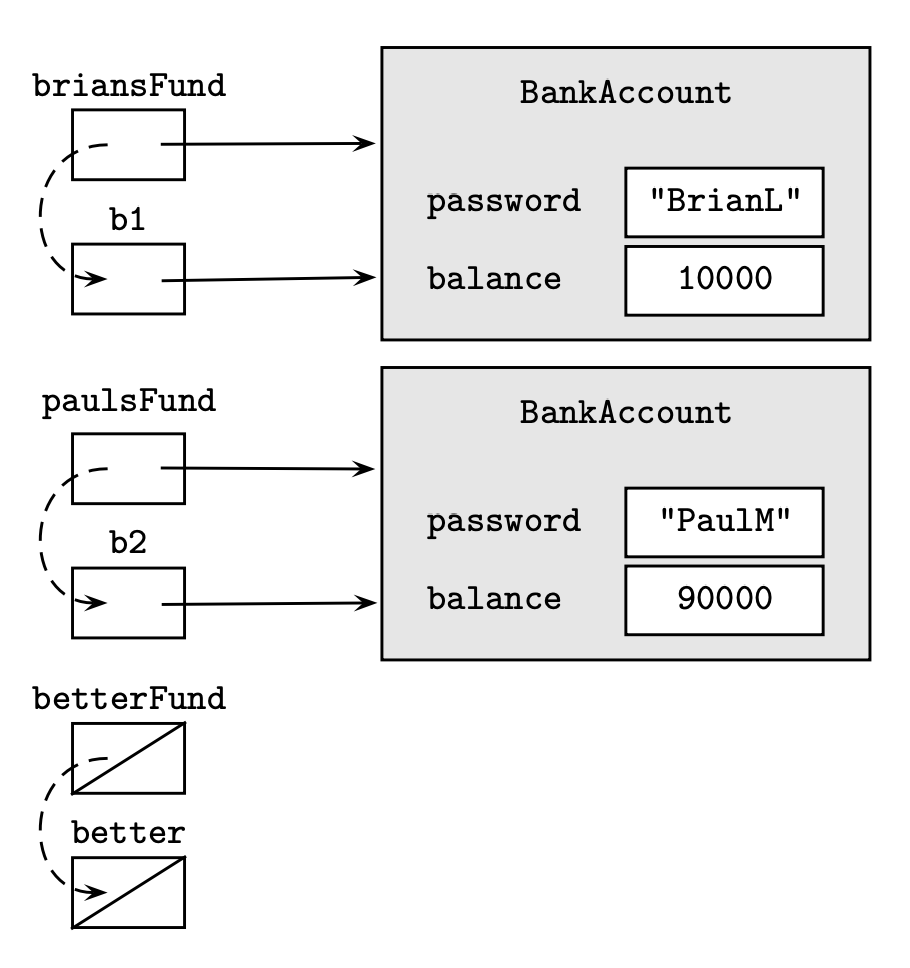 briansFund
BankAccount
b1
password "BrianL"
balance 10000
paulsFund
BankAccount
b2
password "PaulM"
balance 90000
betterFund
better